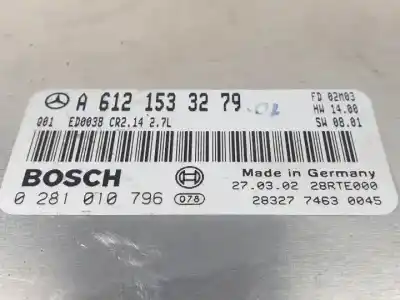 A 612 153 32 79
FD 02M03
HW 14.00
Q01 ED003B CR2.14 2.7L
SW 08.01
BOSCH
Made in Germany
27.03.02 28RTE000
0 281 010 796 078
28327 7463 0045